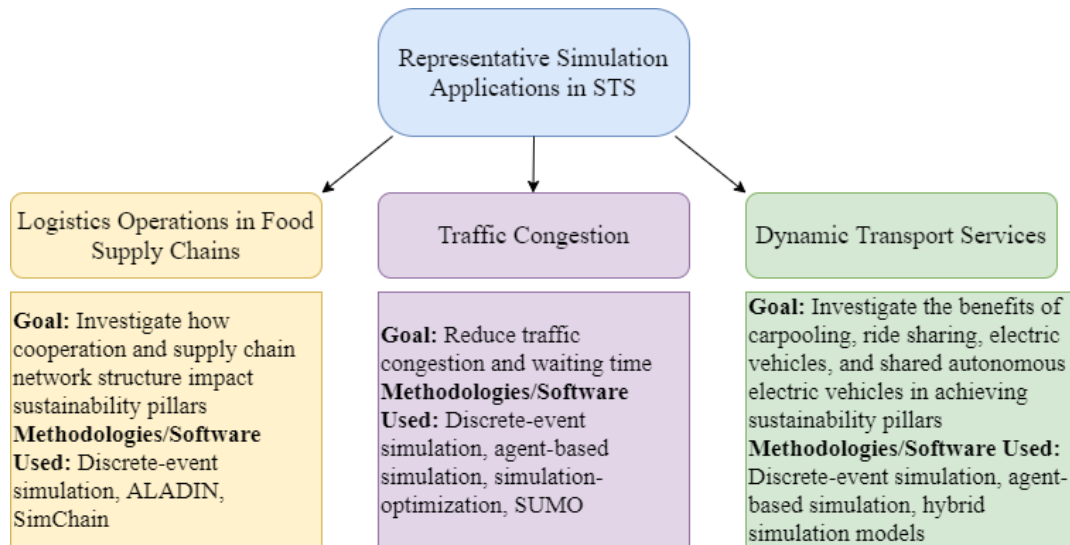 Representative Simulation
Applications in STS
Logistics Operations in Food
Supply Chains
Goal: Investigate how
cooperation and supply chain
network structure impact
sustainability pillars
Methodologies/Software
Used: Discrete-event
simulation, ALADIN,
SimChain
Traffic Congestion
Goal: Reduce traffic
congestion and waiting time
Methodologies/Software
Used: Discrete-event
simulation, agent-based
simulation, simulation-
optimization, SUMO
Dynamic Transport Services
Goal: Investigate the benefits of
carpooling, ride sharing, electric
vehicles, and shared autonomous
electric vehicles in achieving
sustainability pillars
Methodologies/Software Used:
Discrete-event simulation, agent-
based simulation, hybrid
simulation models